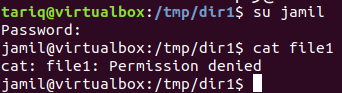 tariq@virtualbox:/tmp/dir1$ su jamil
Password:
jamil@virtualbox:/tmp/dir1$ cat file1
cat: file1: Permission denied
jamil@virtualbox:/tmp/dir1$